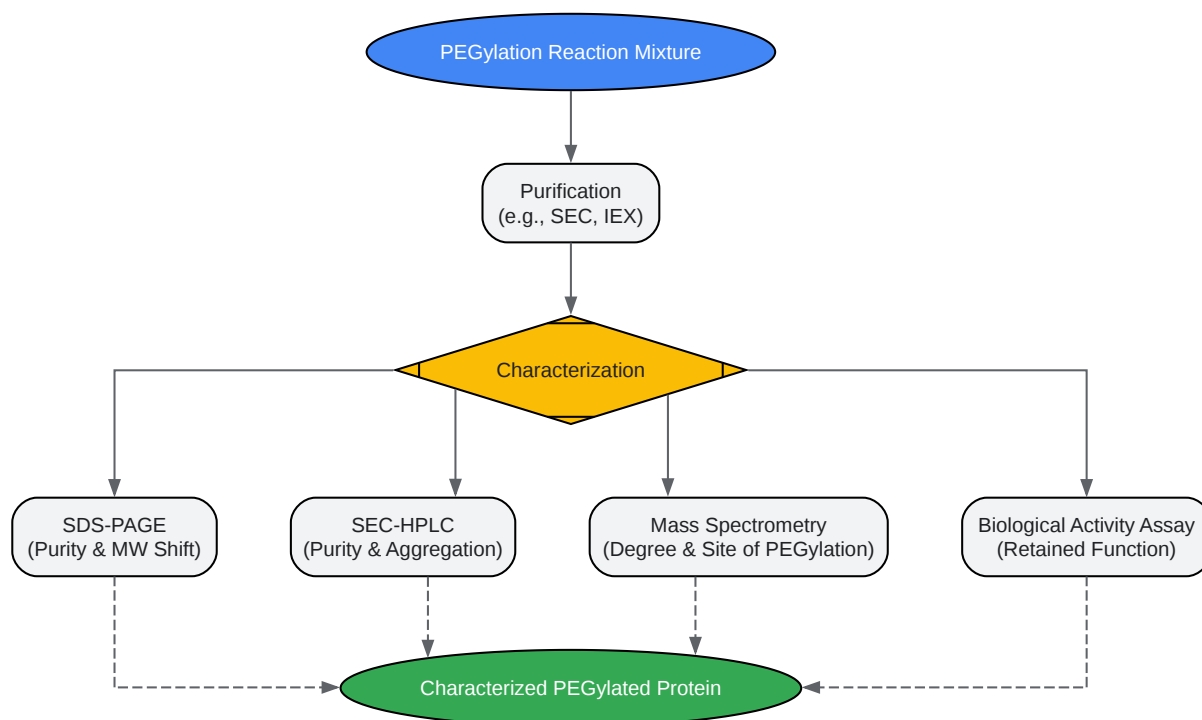 PEGylation Reaction Mixture
Purification
(e.g., SEC, IEX)
Characterization
SDS-PAGE
(Purity & MW Shift)
SEC-HPLC
(Purity & Aggregation)
Mass Spectrometry
(Degree & Site of PEGylation)
Biological Activity Assay
(Retained Function)
Characterized PEGylated Protein